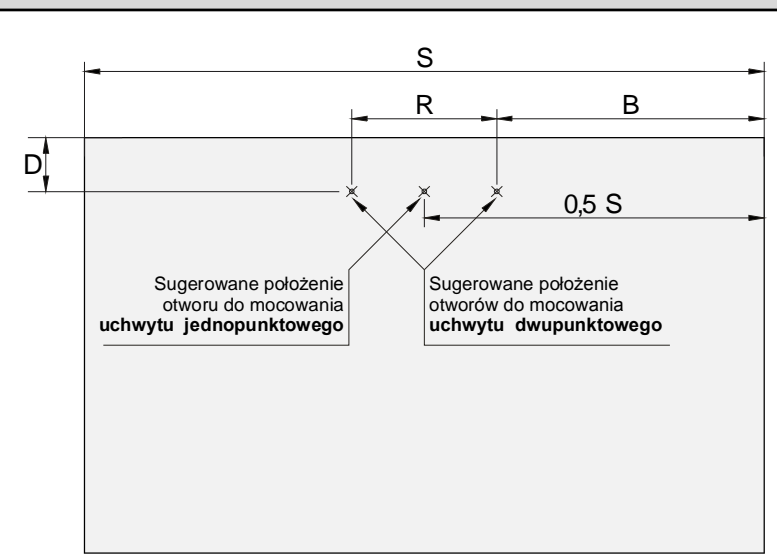 S
R
B
D
0,5 S
Sugerowane położenie
otworu do mocowania
uchwytu jednopunktowego
Sugerowane położenie
otworów do mocowania
uchwytu dwupunktowego